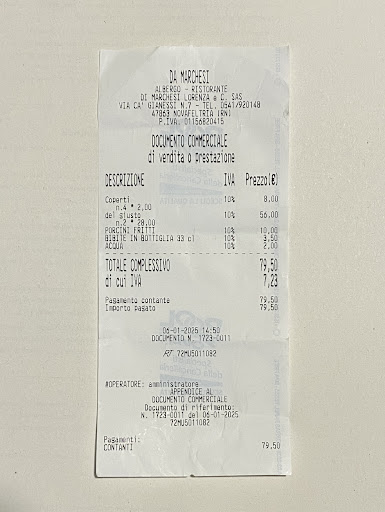 DA MARCHESI
ALBERGO - RISTORANTE
DI MARCHESI LORENZA e C. SAS
VIA CA' GIANESSI N.7 - TEL. 0541/920148
47863 NOVAFELTRIA (RN)
P.IVA. 01156820415
DOCUMENTO COMMERCIALE
di vendita o prestazione
DESCRIZIONE IVA Prezzo(€)
Coperti 10% 8,00
n.4 * 2,00
del giusto 10% 56,00
n.2 * 28,00
PORCINI FRITTI 10% 10,00
BIBITE IN BOTTIGLIA 33 cl 10% 3,50
ACQUA 10% 2,00
TOTALE COMPLESSIVO 79,50
di cui IVA 7,23
Pagamento contante 79,50
Importo pagato 79,50
06-01-2025 14:50
DOCUMENTO N. 1723-0011
RT 72MU5011082
#OPERATORE: amministratore
APPENDICE AL
DOCUMENTO COMMERCIALE
Documento di riferimento:
N. 1723-0011 del 06-01-2025
72MU5011082
Pagamenti:
CONTANTI 79,50